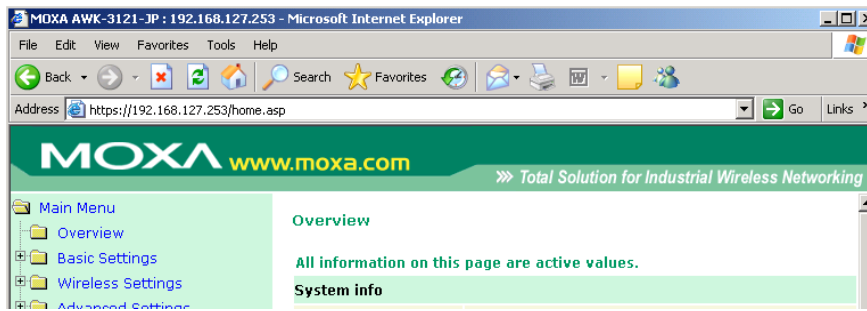 MOXA AWK-3121-JP : 192.168.127.253 - Microsoft Internet Explorer
File Edit View Favorites Tools Help
Back Search Favorites
Address https://192.168.127.253/home.asp Go Links »
MOXA www.moxa.com
Total Solution for Industrial Wireless Networking
Main Menu
Overview
Basic Settings
Wireless Settings
Advanced Settings
Overview
All information on this page are active values.
System info